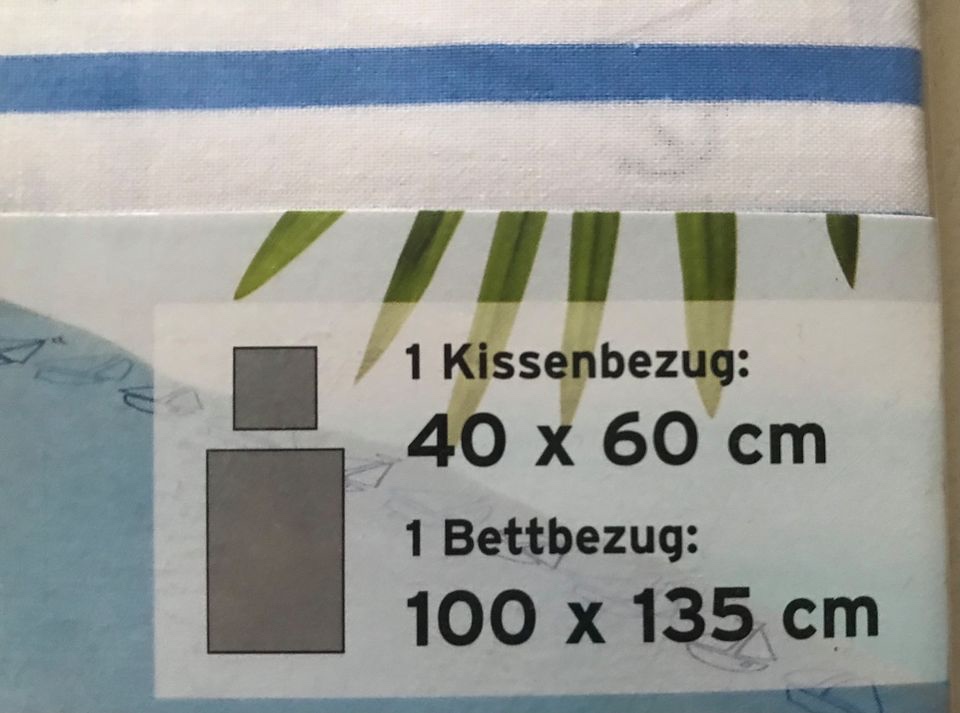 1 Kissenbezug:
40 x 60 cm
1 Bettbezug:
100 x 135 cm